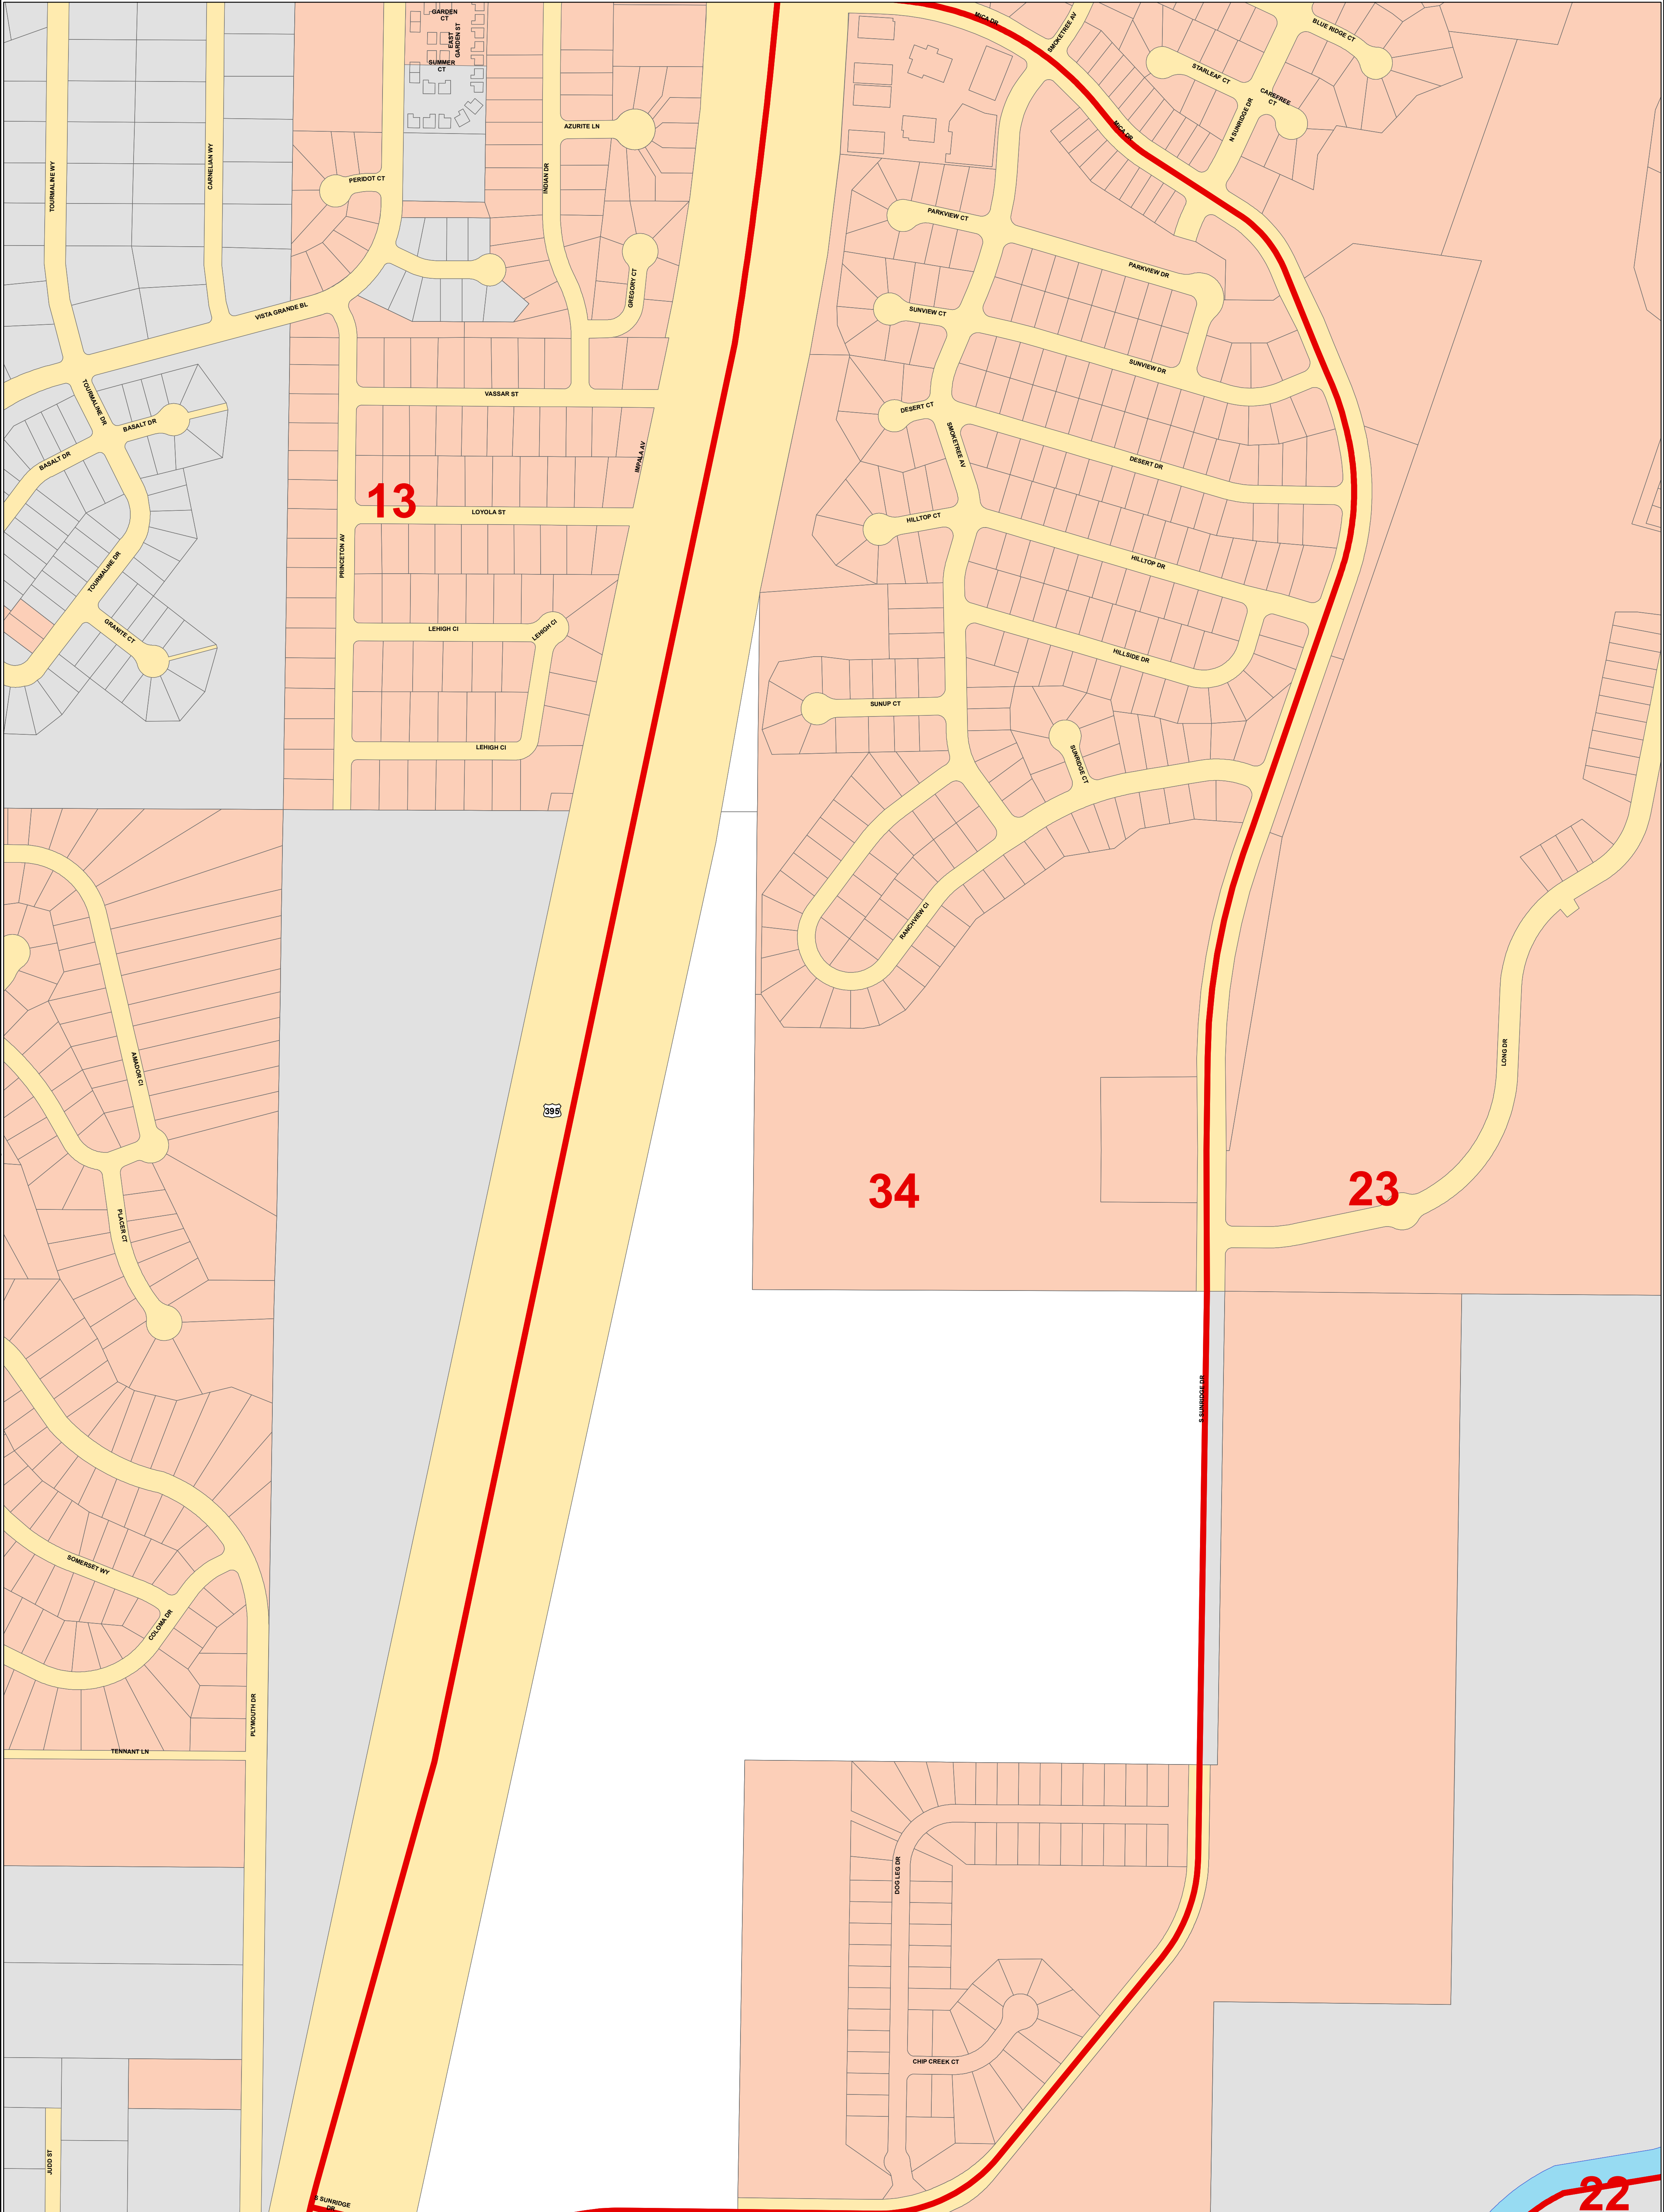 GARDEN
CT
EAST
GARDEN ST
SUMMER
CT
MICA DR
SMOKETREE AV
BLUE RIDGE CT
STARLEAF CT
CAREFREE
CT
N SUNRIDGE DR
MICA DR
AZURITE LN
TOURMALINE WY
CARNELIAN WY
PERIDOT CT
INDIAN DR
PARKVIEW CT
PARKVIEW DR
GREGORY CT
VISTA GRANDE BL
SUNVIEW CT
SUNVIEW DR
TOURMALINE DR
VASSAR ST
BASALT DR
BASALT DR
DESERT CT
SMOKETREE AV
DESERT DR
IMPALA AV
13
LOYOLA ST
HILLTOP CT
HILLTOP DR
PRINCETON AV
TOURMALINE DR
GRANITE CT
LEHIGH CI
LEHIGH CI
HILLSIDE DR
SUNUP CT
LEHIGH CI
SUNRIDGE CT
RANCHVIEW CI
AMADOR CI
LONG DR
395
34
23
PLACER CT
S SUNRIDGE DR
SOMERSET WY
COLOMA DR
PLYMOUTH DR
TENNANT LN
DOG LEG DR
CHIP CREEK CT
JUDD ST
S SUNRIDGE
DR
22